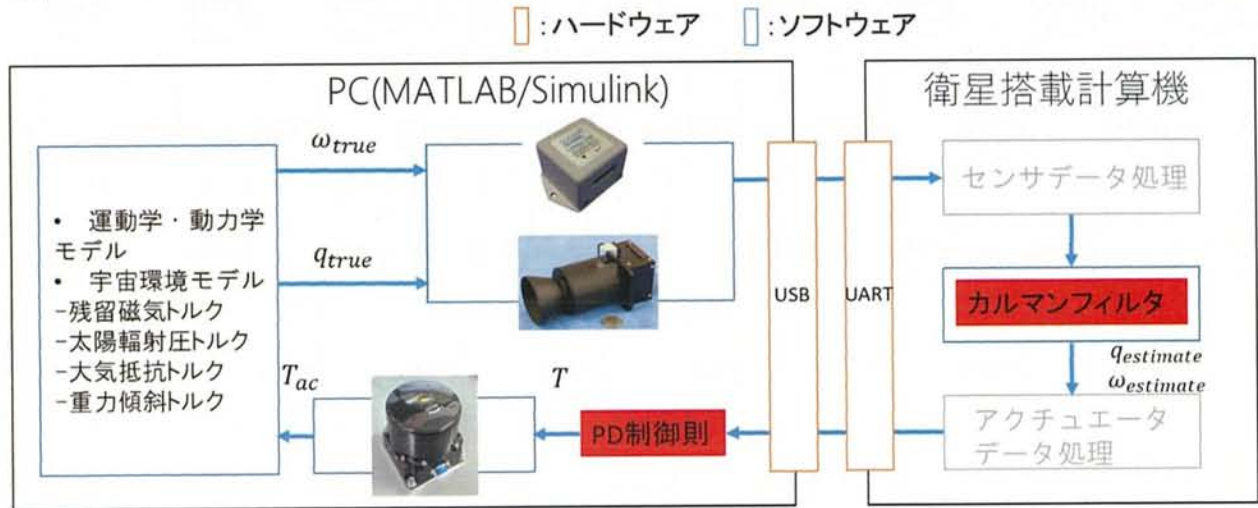 : ハードウェア
: ソフトウェア
PC(MATLAB/Simulink)
衛星搭載計算機
• 運動学・動力学
モデル
• 宇宙環境モデル
-残留磁気トルク
-太陽輻射圧トルク
-大気抵抗トルク
-重力傾斜トルク
ω_true
q_true
T_ac
T
PD制御則
USB
UART
センサデータ処理
カルマンフィルタ
q_estimate
ω_estimate
アクチュエータ
データ処理